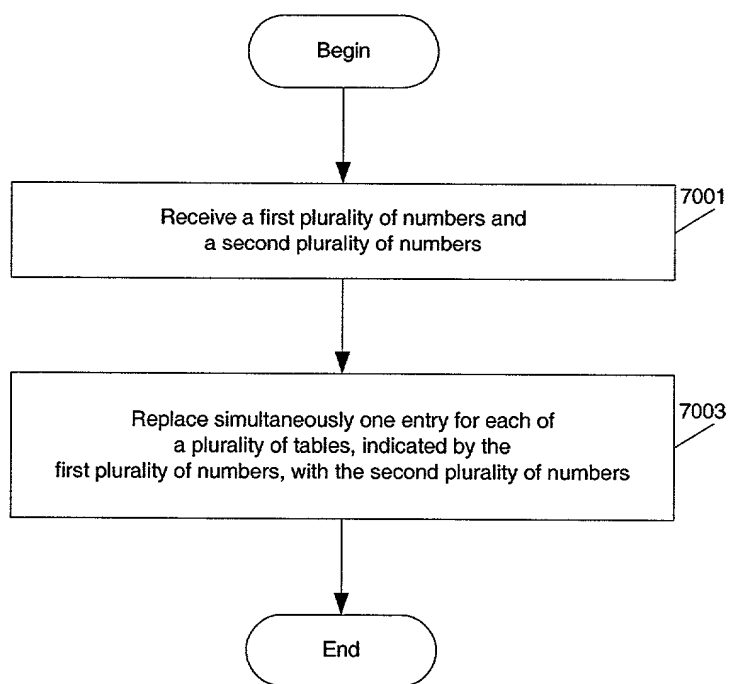 Begin
Receive a first plurality of numbers and
a second plurality of numbers
7001
Replace simultaneously one entry for each of
a plurality of tables, indicated by the
first plurality of numbers, with the second plurality of numbers
7003
End